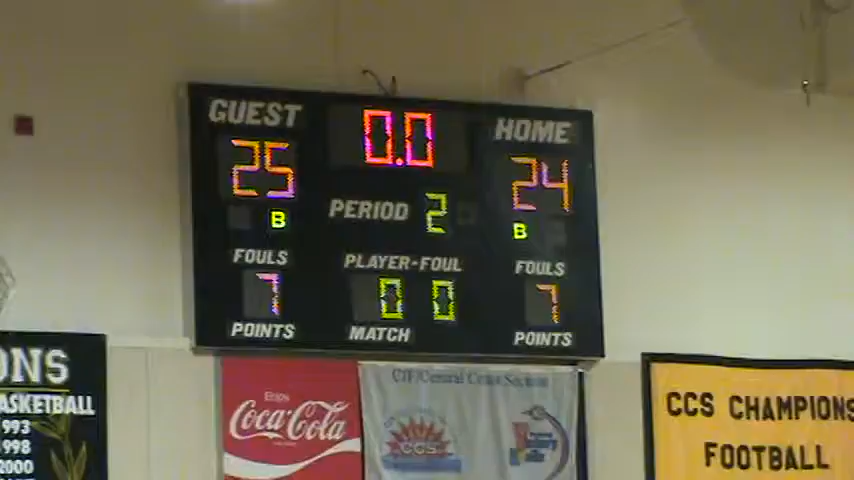 GUEST
0.0
HOME
25
24
B
PERIOD 2
B
FOULS
PLAYER-FOUL
FOULS
7
0 0
7
POINTS
MATCH
POINTS
ONS
ASKETBALL
993
998
2000
Enjoy
Coca-Cola
CIF/Central Coast Section
CCS
CCS CHAMPIONS
FOOTBALL